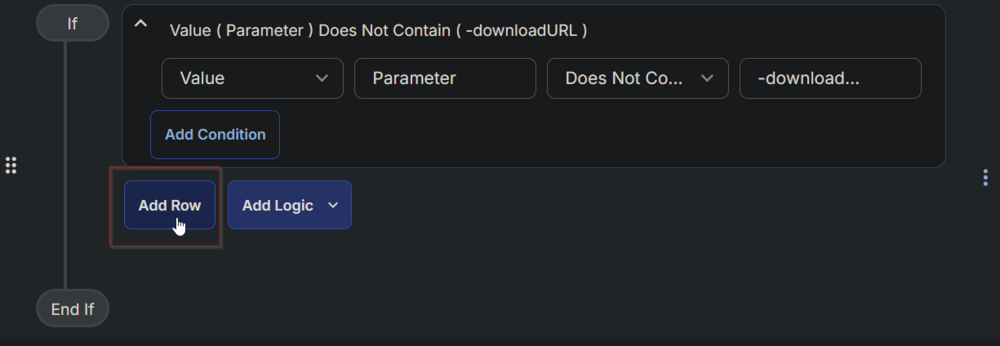 If
Value ( Parameter ) Does Not Contain ( -downloadURL )
Value Parameter Does Not Co... -download...
Add Condition
Add Row Add Logic
End If